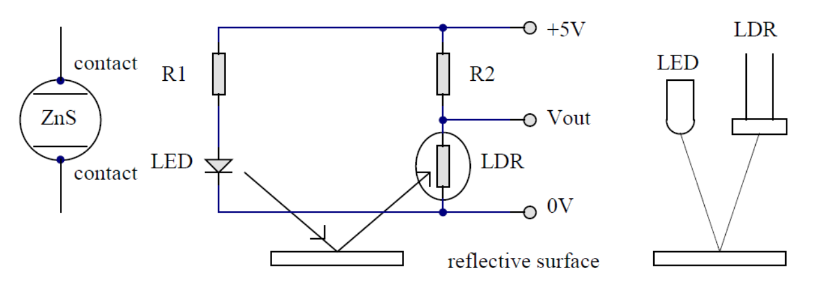 contact
ZnS
contact
R1
LED
+5V
R2
Vout
LDR
0V
reflective surface
LED
LDR